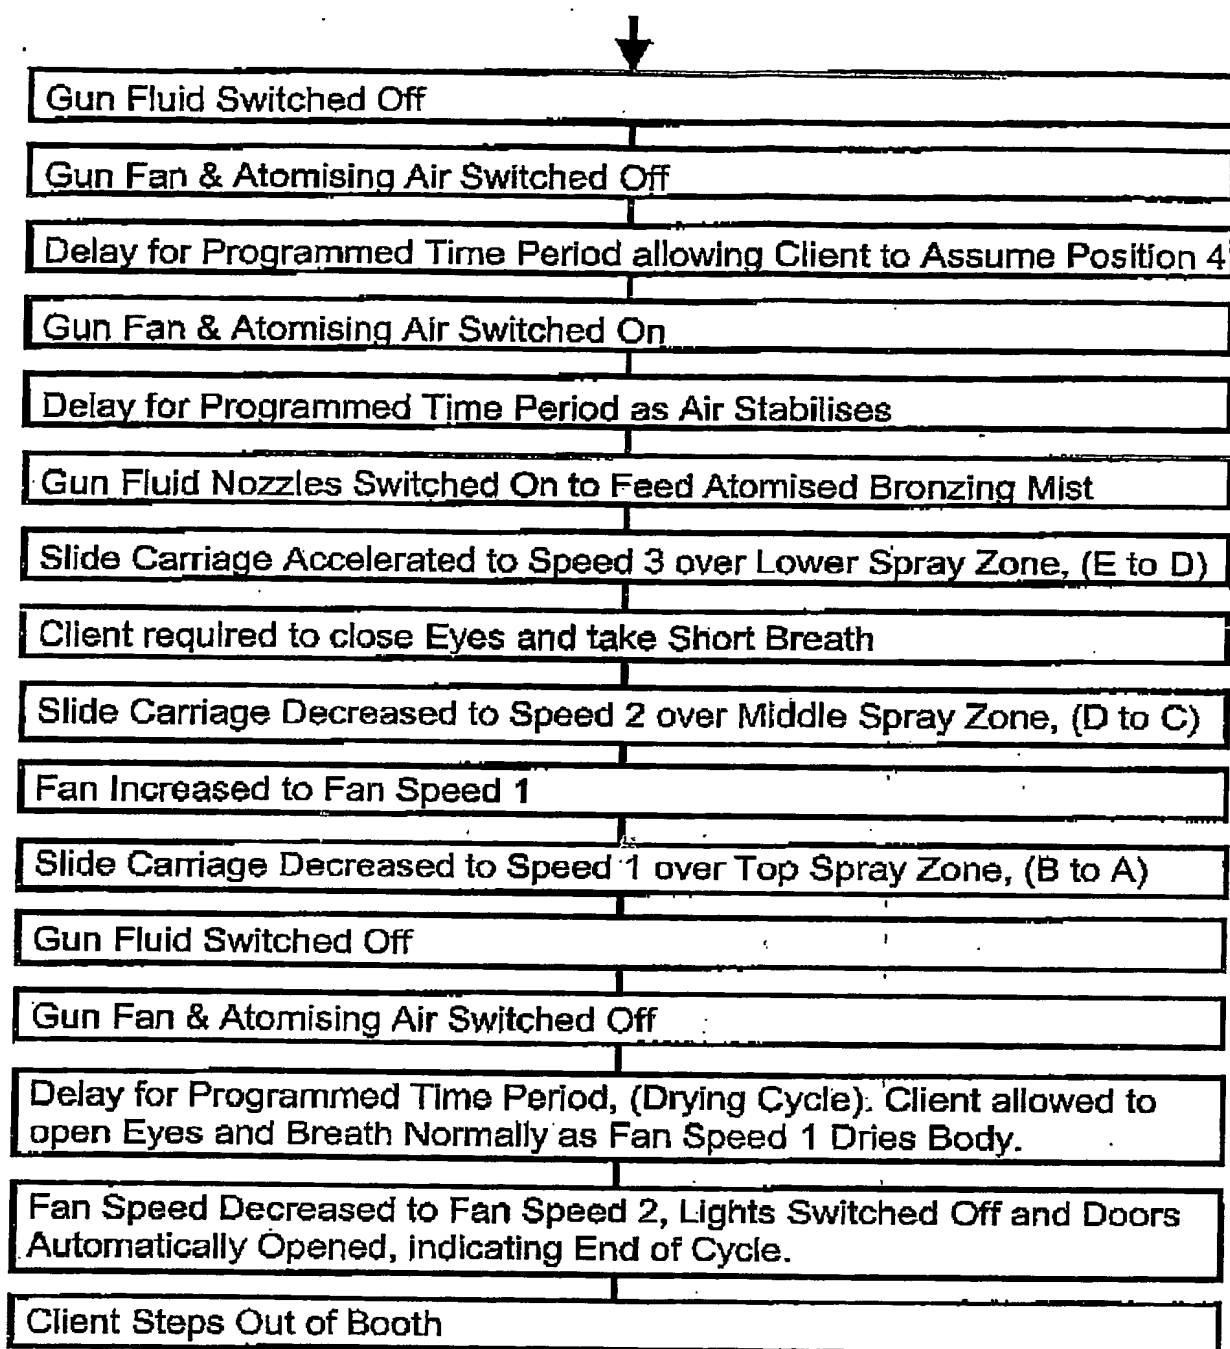 Gun Fluid Switched Off
Gun Fan & Atomising Air Switched Off
Delay for Programmed Time Period allowing Client to Assume Position 4
Gun Fan & Atomising Air Switched On
Delay for Programmed Time Period as Air Stabilises
Gun Fluid Nozzles Switched On to Feed Atomised Bronzing Mist
Slide Carriage Accelerated to Speed 3 over Lower Spray Zone, (E to D)
Client required to close Eyes and take Short Breath
Slide Carriage Decreased to Speed 2 over Middle Spray Zone, (D to C)
Fan Increased to Fan Speed 1
Slide Carriage Decreased to Speed 1 over Top Spray Zone, (B to A)
Gun Fluid Switched Off
Gun Fan & Atomising Air Switched Off
Delay for Programmed Time Period, (Drying Cycle). Client allowed to
open Eyes and Breath Normally as Fan Speed 1 Dries Body.
Fan Speed Decreased to Fan Speed 2, Lights Switched Off and Doors
Automatically Opened, indicating End of Cycle.
Client Steps Out of Booth